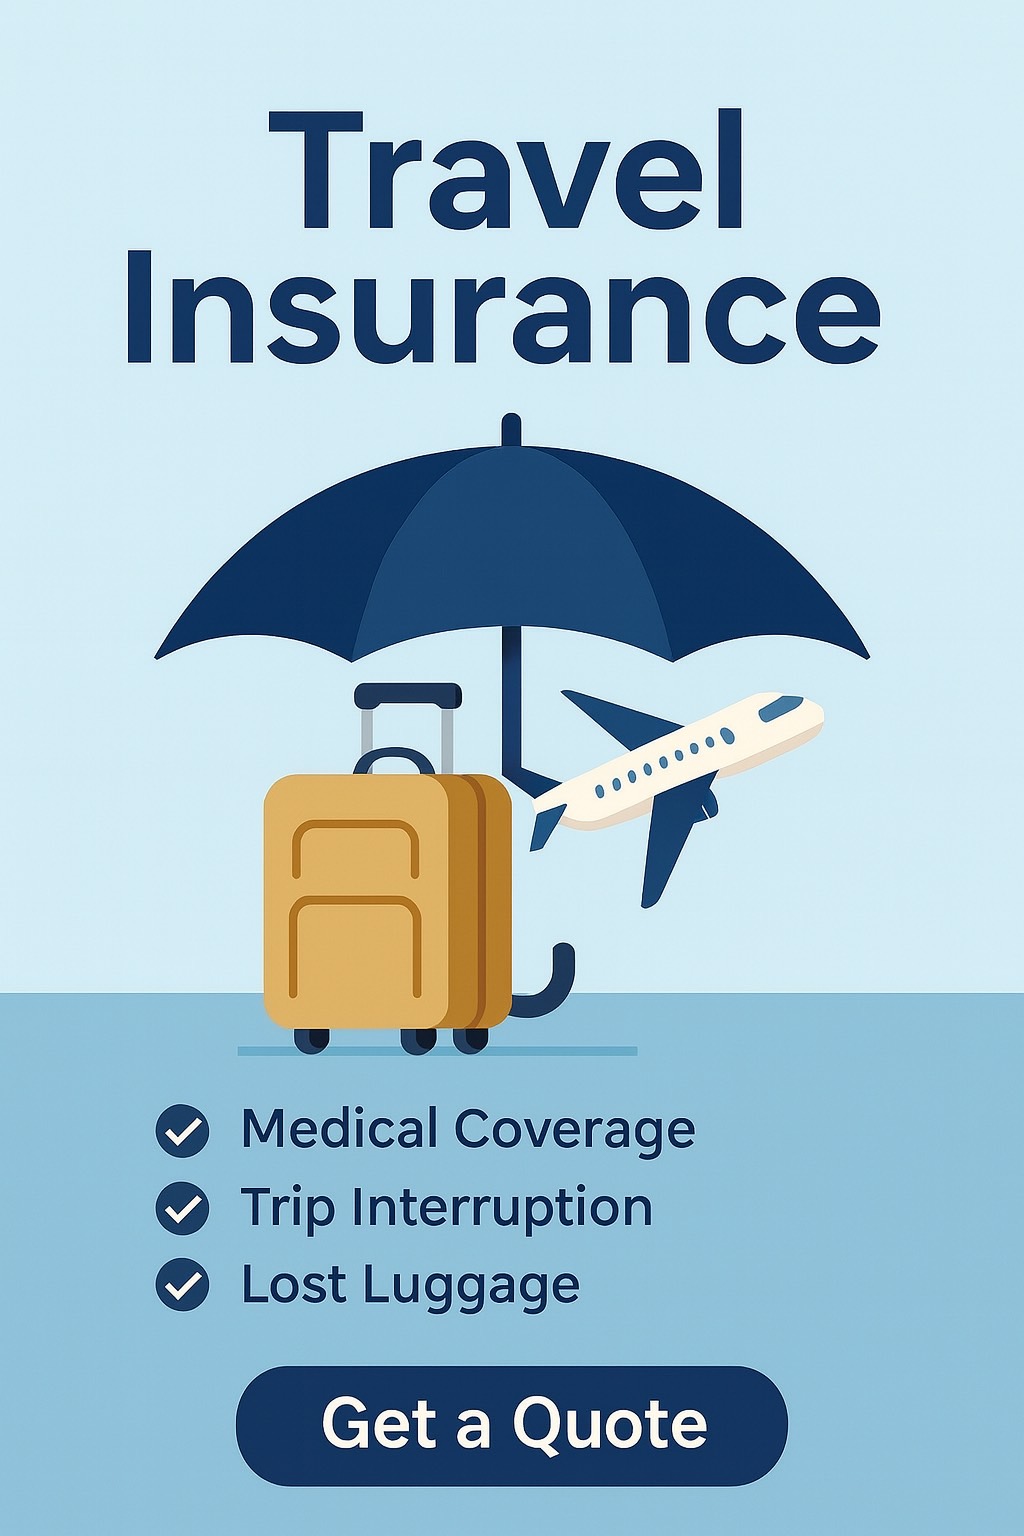 Travel
Insurance
Medical Coverage
Trip Interruption
Lost Luggage
Get a Quote